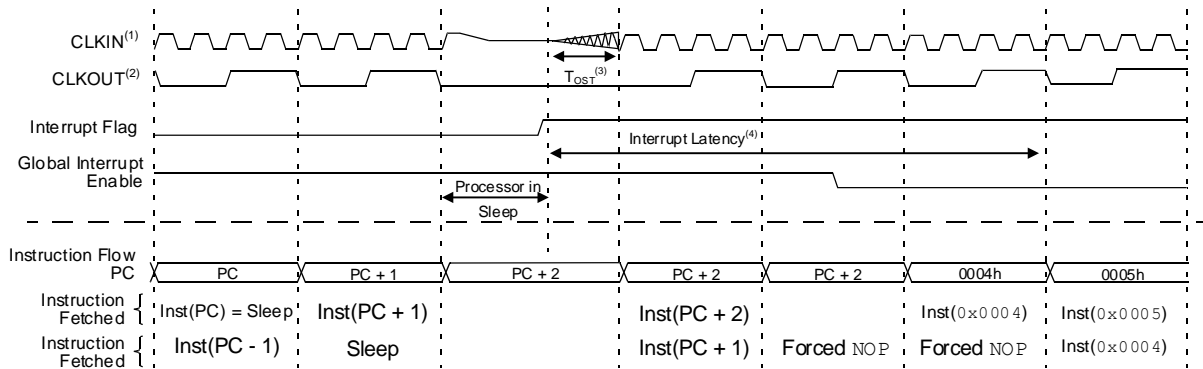 CLKIN(1)
CLKOUT(2)
TOST(3)
Interrupt Flag
Interrupt Latency(4)
Global Interrupt
Enable
Processor in
Sleep
Instruction Flow
PC
PC
PC + 1
PC + 2
PC + 2
PC + 2
0004h
0005h
Instruction
Fetched
Inst(PC) = Sleep
Inst(PC + 1)
Inst(PC + 2)
Inst(0x0004)
Inst(0x0005)
Instruction
Fetched
Inst(PC - 1)
Sleep
Inst(PC + 1)
Forced NOP
Forced NOP
Inst(0x0004)